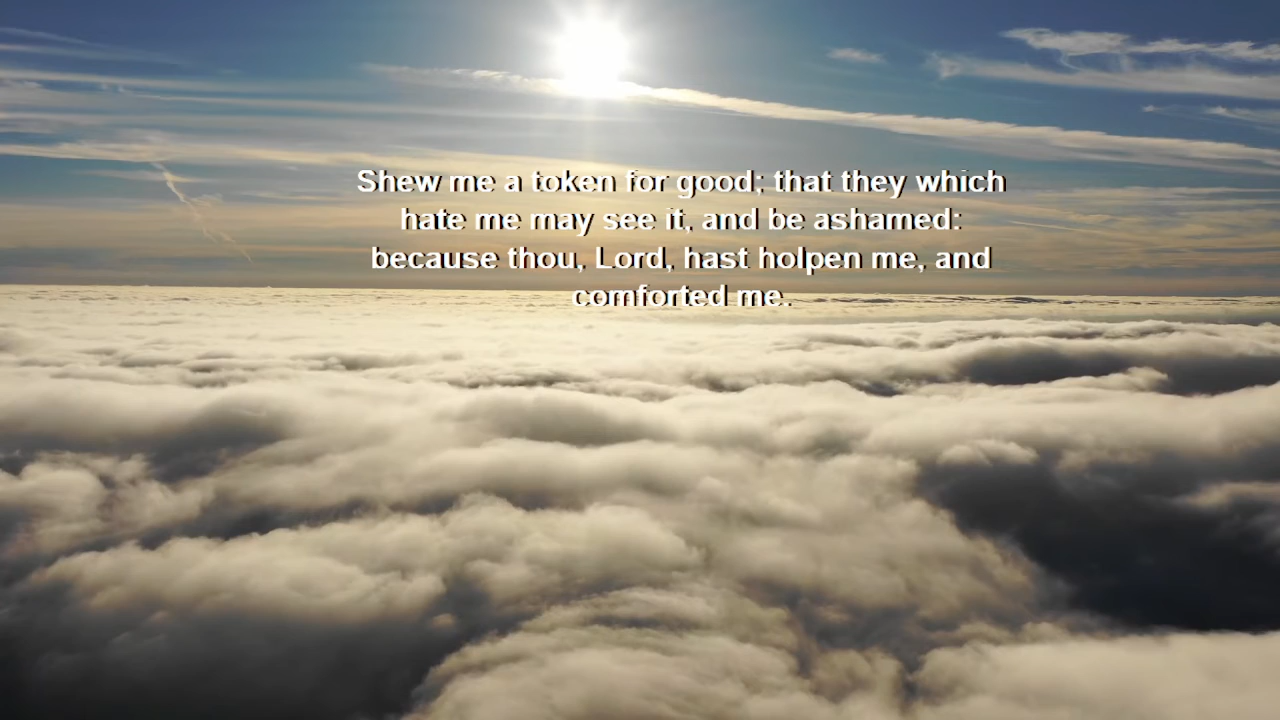 Shew me a token for good; that they which
hate me may see it, and be ashamed:
because thou, Lord, hast holpen me, and
comforted me.